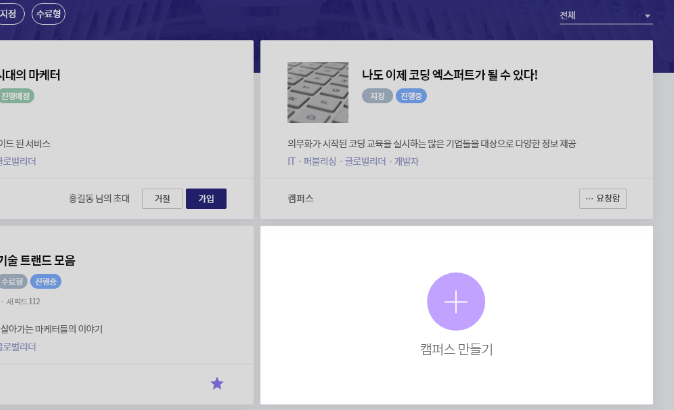 지정 수료형
전체
시대의 마케터
진행예정
이드 된 서비스
글로벌리더
홍길동 님의 초대 거절 가입
나도 이제 코딩 엑스퍼트가 될 수 있다!
지정 진행중
의무화가 시작된 코딩 교육을 실시하는 많은 기업들을 대상으로 다양한 정보 제공
IT · 퍼블리싱 · 글로벌리더 · 개발자
캠퍼스 ··· 요청함
기술 트랜드 모음
수료형 진행중
· 새 피드 112
살아가는 마케터들의 이야기
글로벌리더
캠퍼스 만들기